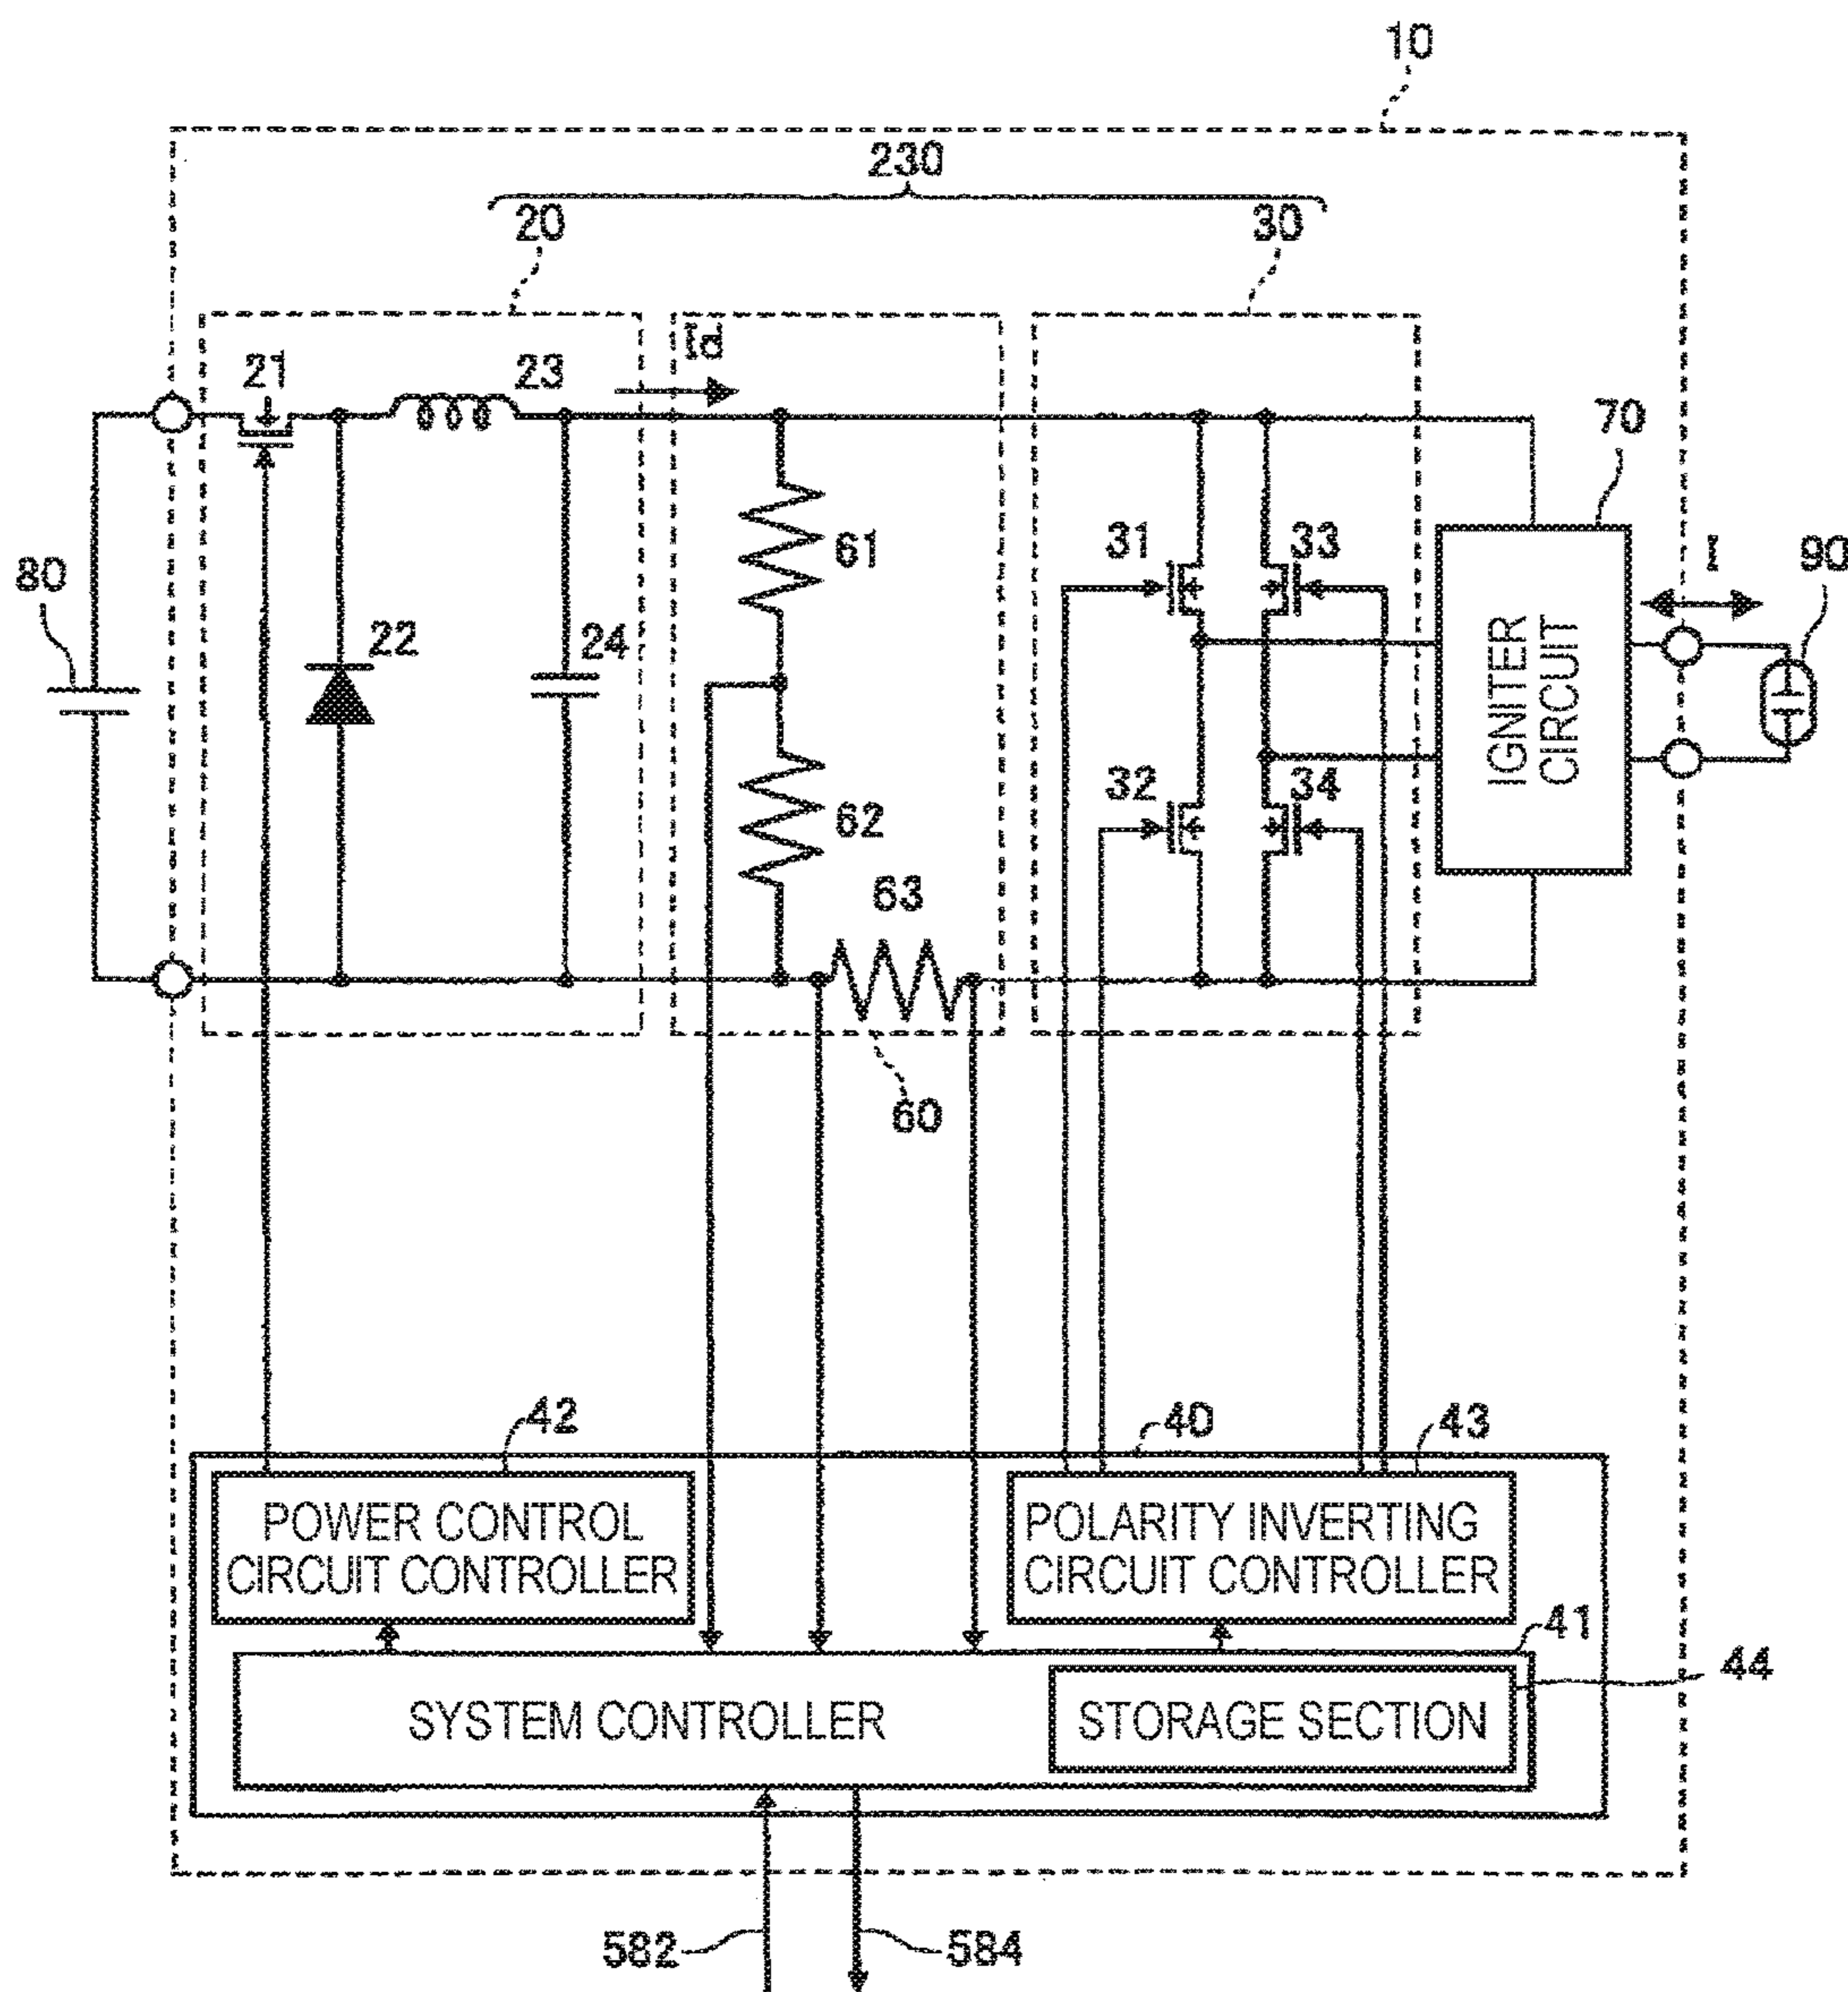 10
230
20
30
Id
21
23
70
31
33
I
90
61
80
22
24
IGNITER
CIRCUIT
32
34
62
63
60
42
40
43
POWER CONTROL
CIRCUIT CONTROLLER
POLARITY INVERTING
CIRCUIT CONTROLLER
41
44
SYSTEM CONTROLLER
STORAGE SECTION
582
584